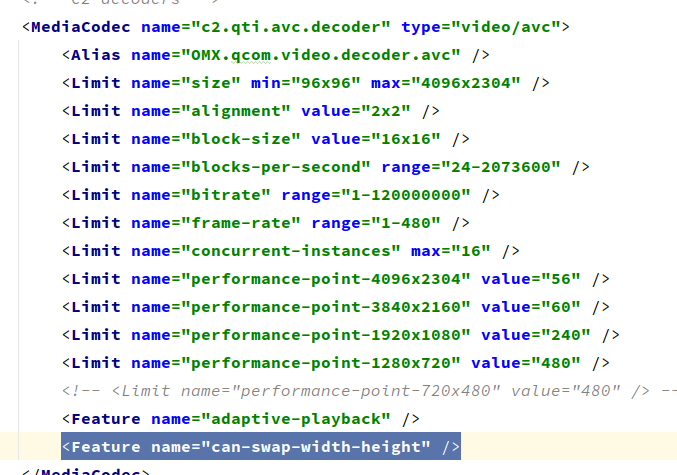 <!-- c2 decoders -->
<MediaCodec name="c2.qti.avc.decoder" type="video/avc">
<Alias name="OMX.qcom.video.decoder.avc" />
<Limit name="size" min="96x96" max="4096x2304" />
<Limit name="alignment" value="2x2" />
<Limit name="block-size" value="16x16" />
<Limit name="blocks-per-second" range="24-2073600" />
<Limit name="bitrate" range="1-120000000" />
<Limit name="frame-rate" range="1-480" />
<Limit name="concurrent-instances" max="16" />
<Limit name="performance-point-4096x2304" value="56" />
<Limit name="performance-point-3840x2160" value="60" />
<Limit name="performance-point-1920x1080" value="240" />
<Limit name="performance-point-1280x720" value="480" />
<!-- <Limit name="performance-point-720x480" value="480" /> --
<Feature name="adaptive-playback" />
<Feature name="can-swap-width-height" />
</MediaCodec>